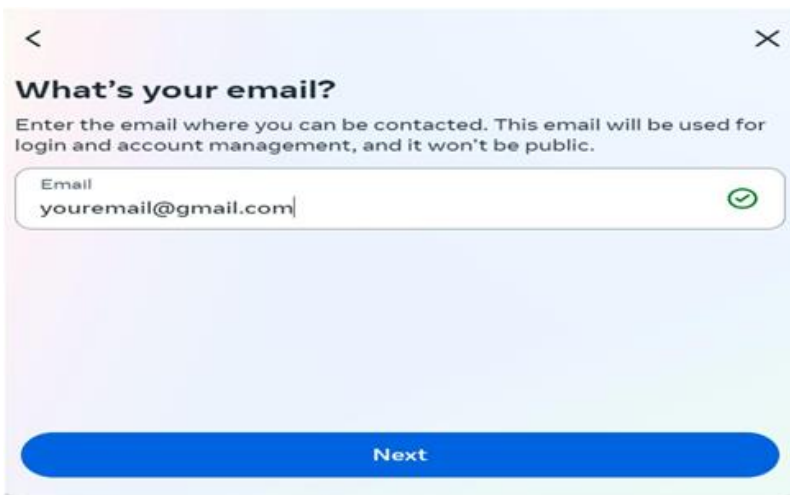 What's your email?
Enter the email where you can be contacted. This email will be used for
login and account management, and it won't be public.
Email
youremail@gmail.com
Next